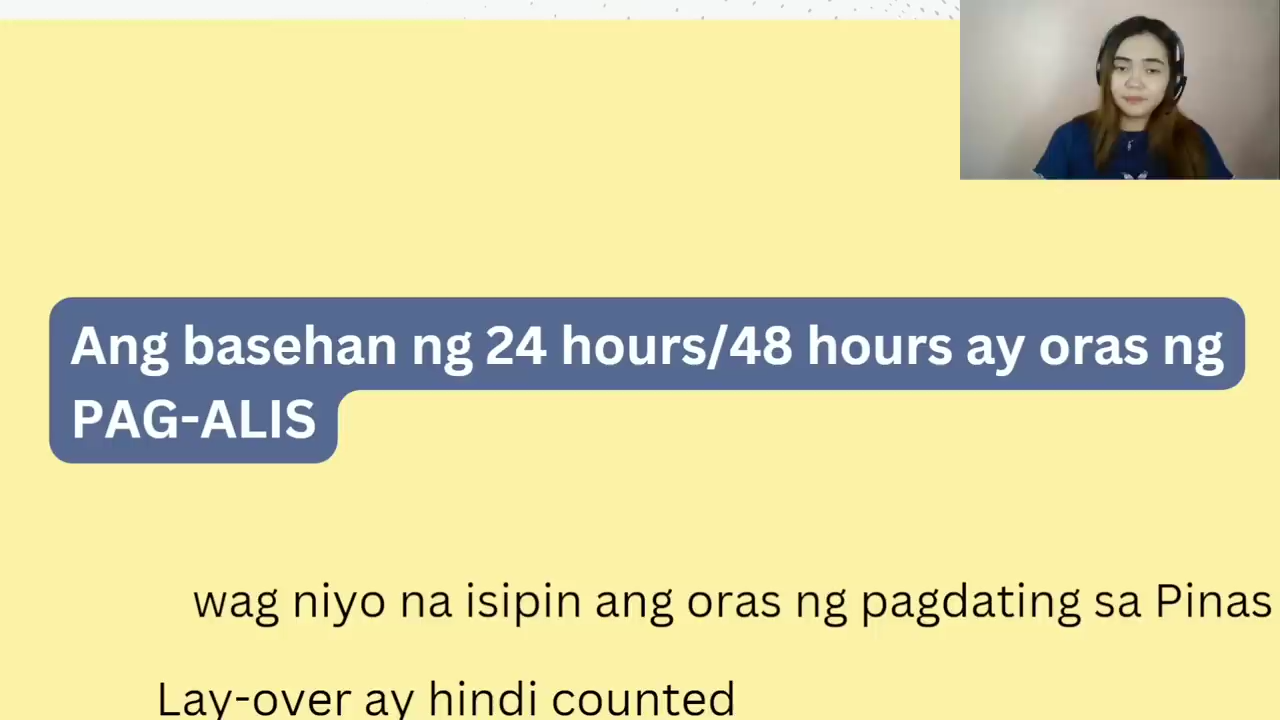 Ang basehan ng 24 hours/48 hours ay oras ng
PAG-ALIS
wag niyo na isipin ang oras ng pagdating sa Pinas
Lay-over ay hindi counted